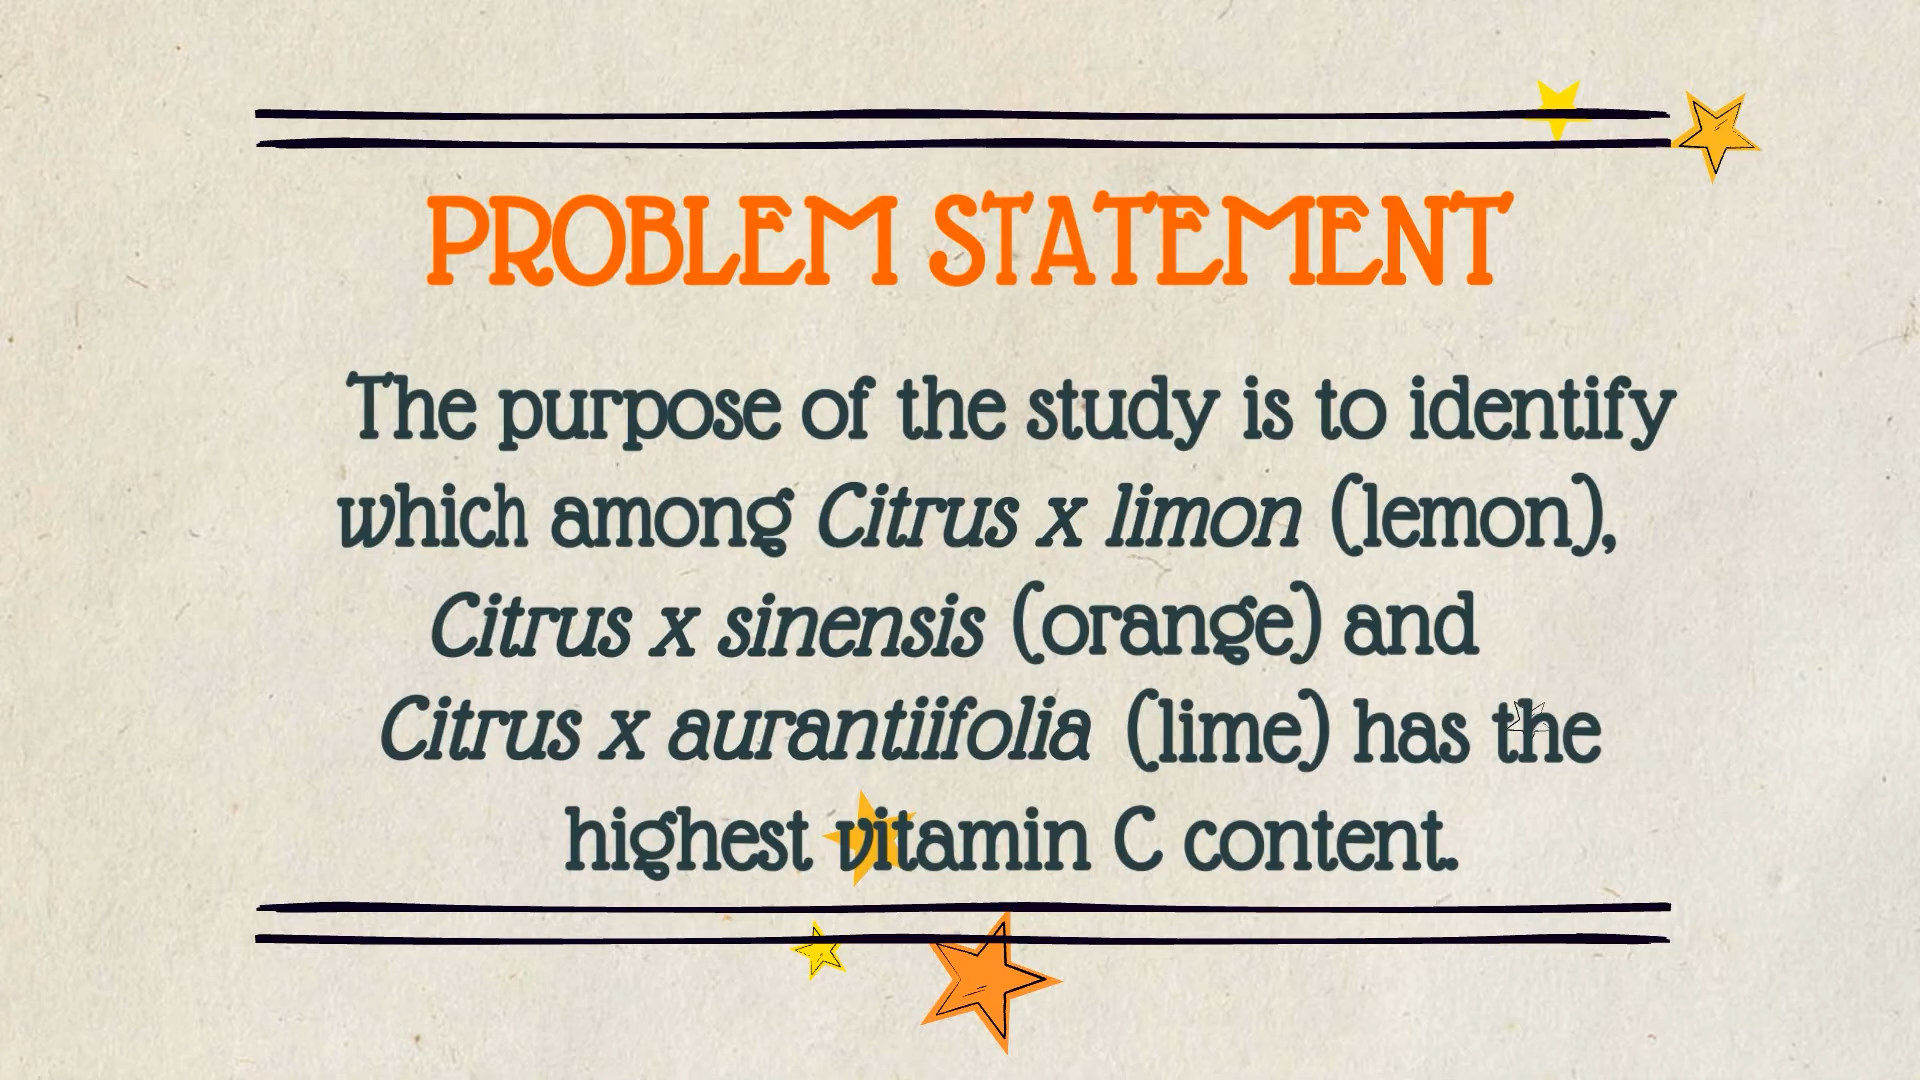 PROBLEM STATEMENT
The purpose of the study is to identify
which among Citrus x limon (lemon),
Citrus x sinensis (orange) and
Citrus x aurantiifolia (lime) has the
highest vitamin C content.